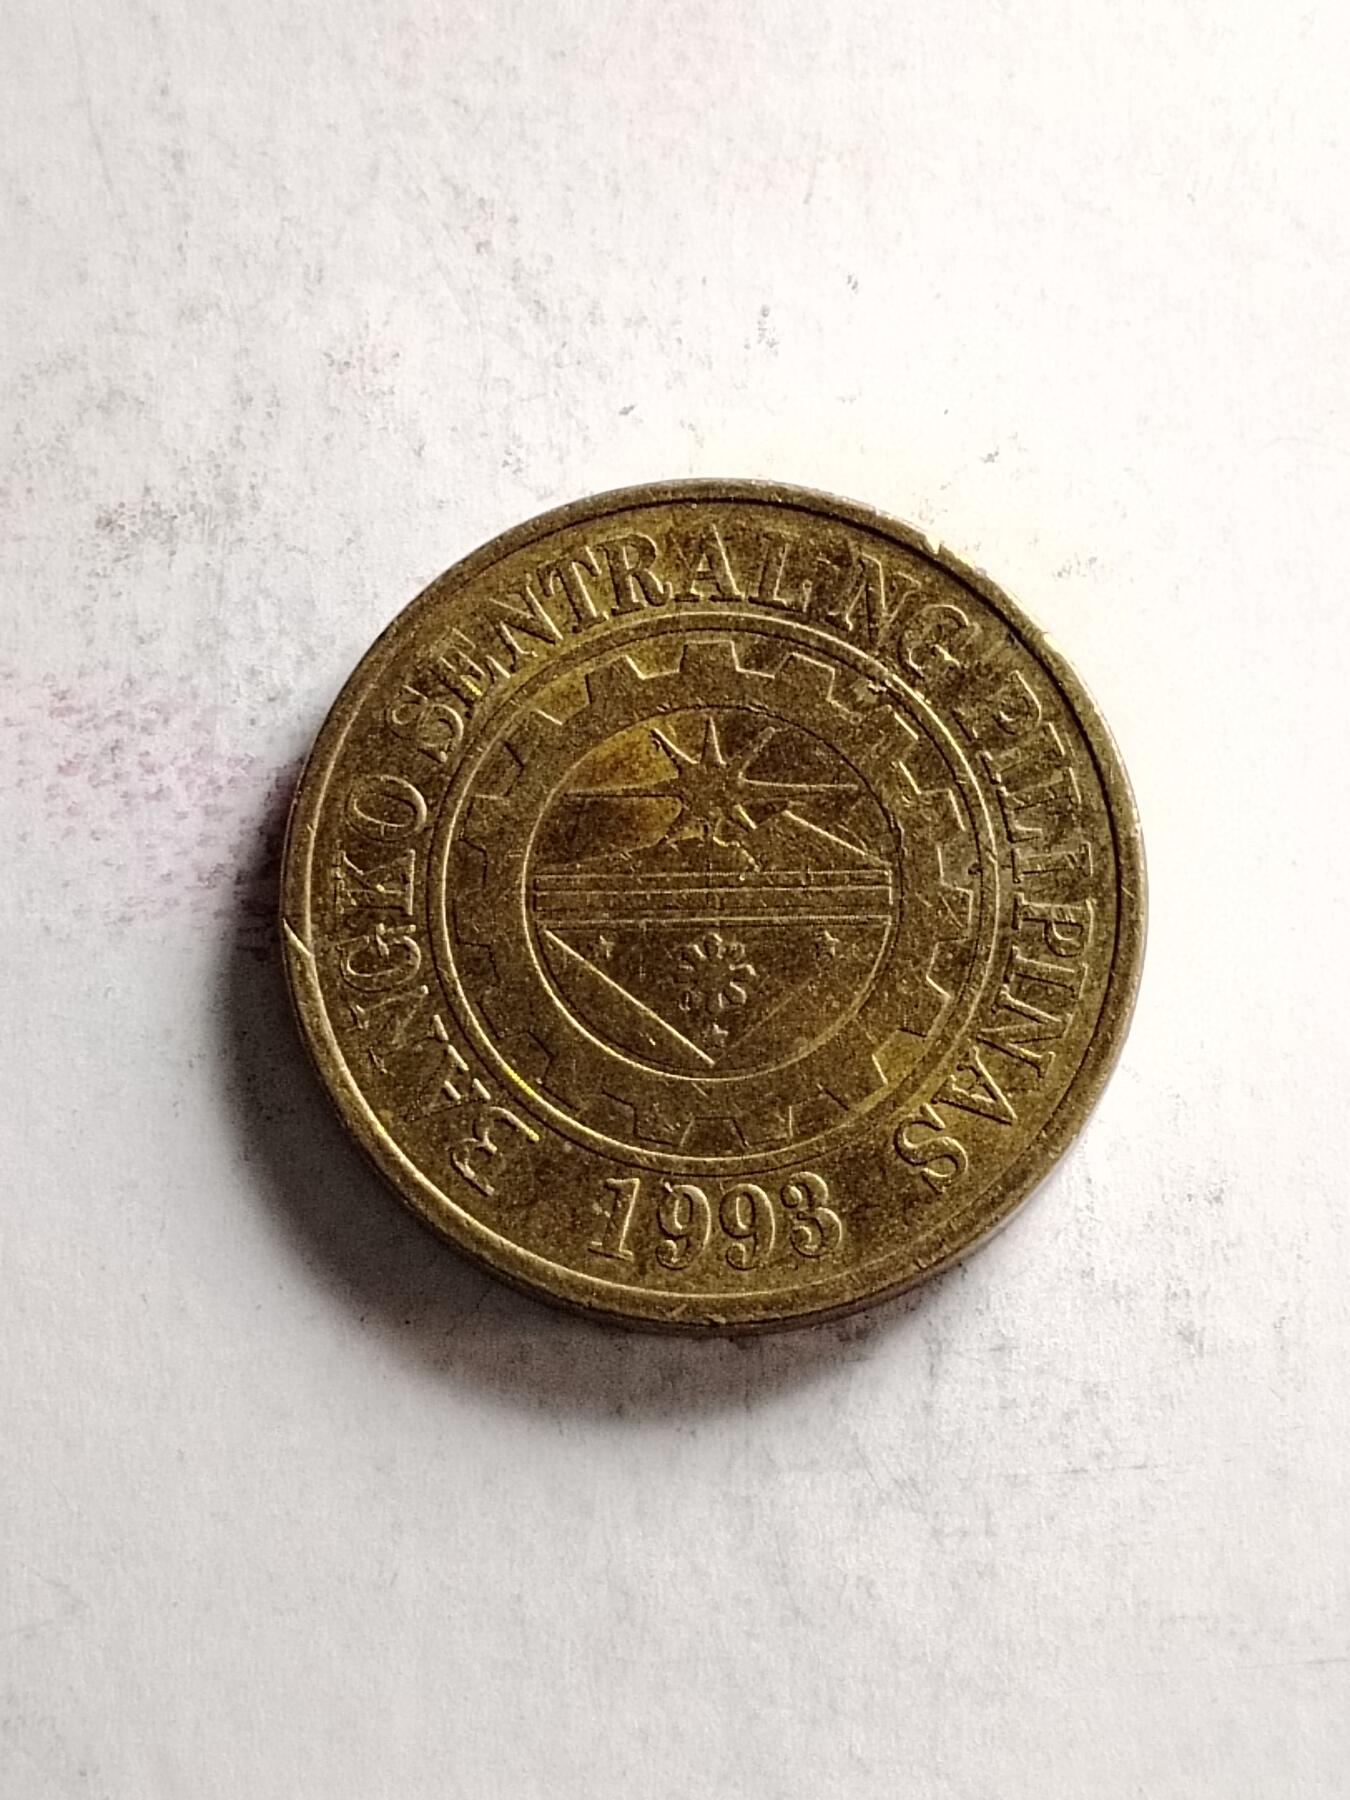 BANGKO SENTRAL NG PILIPINAS
1993